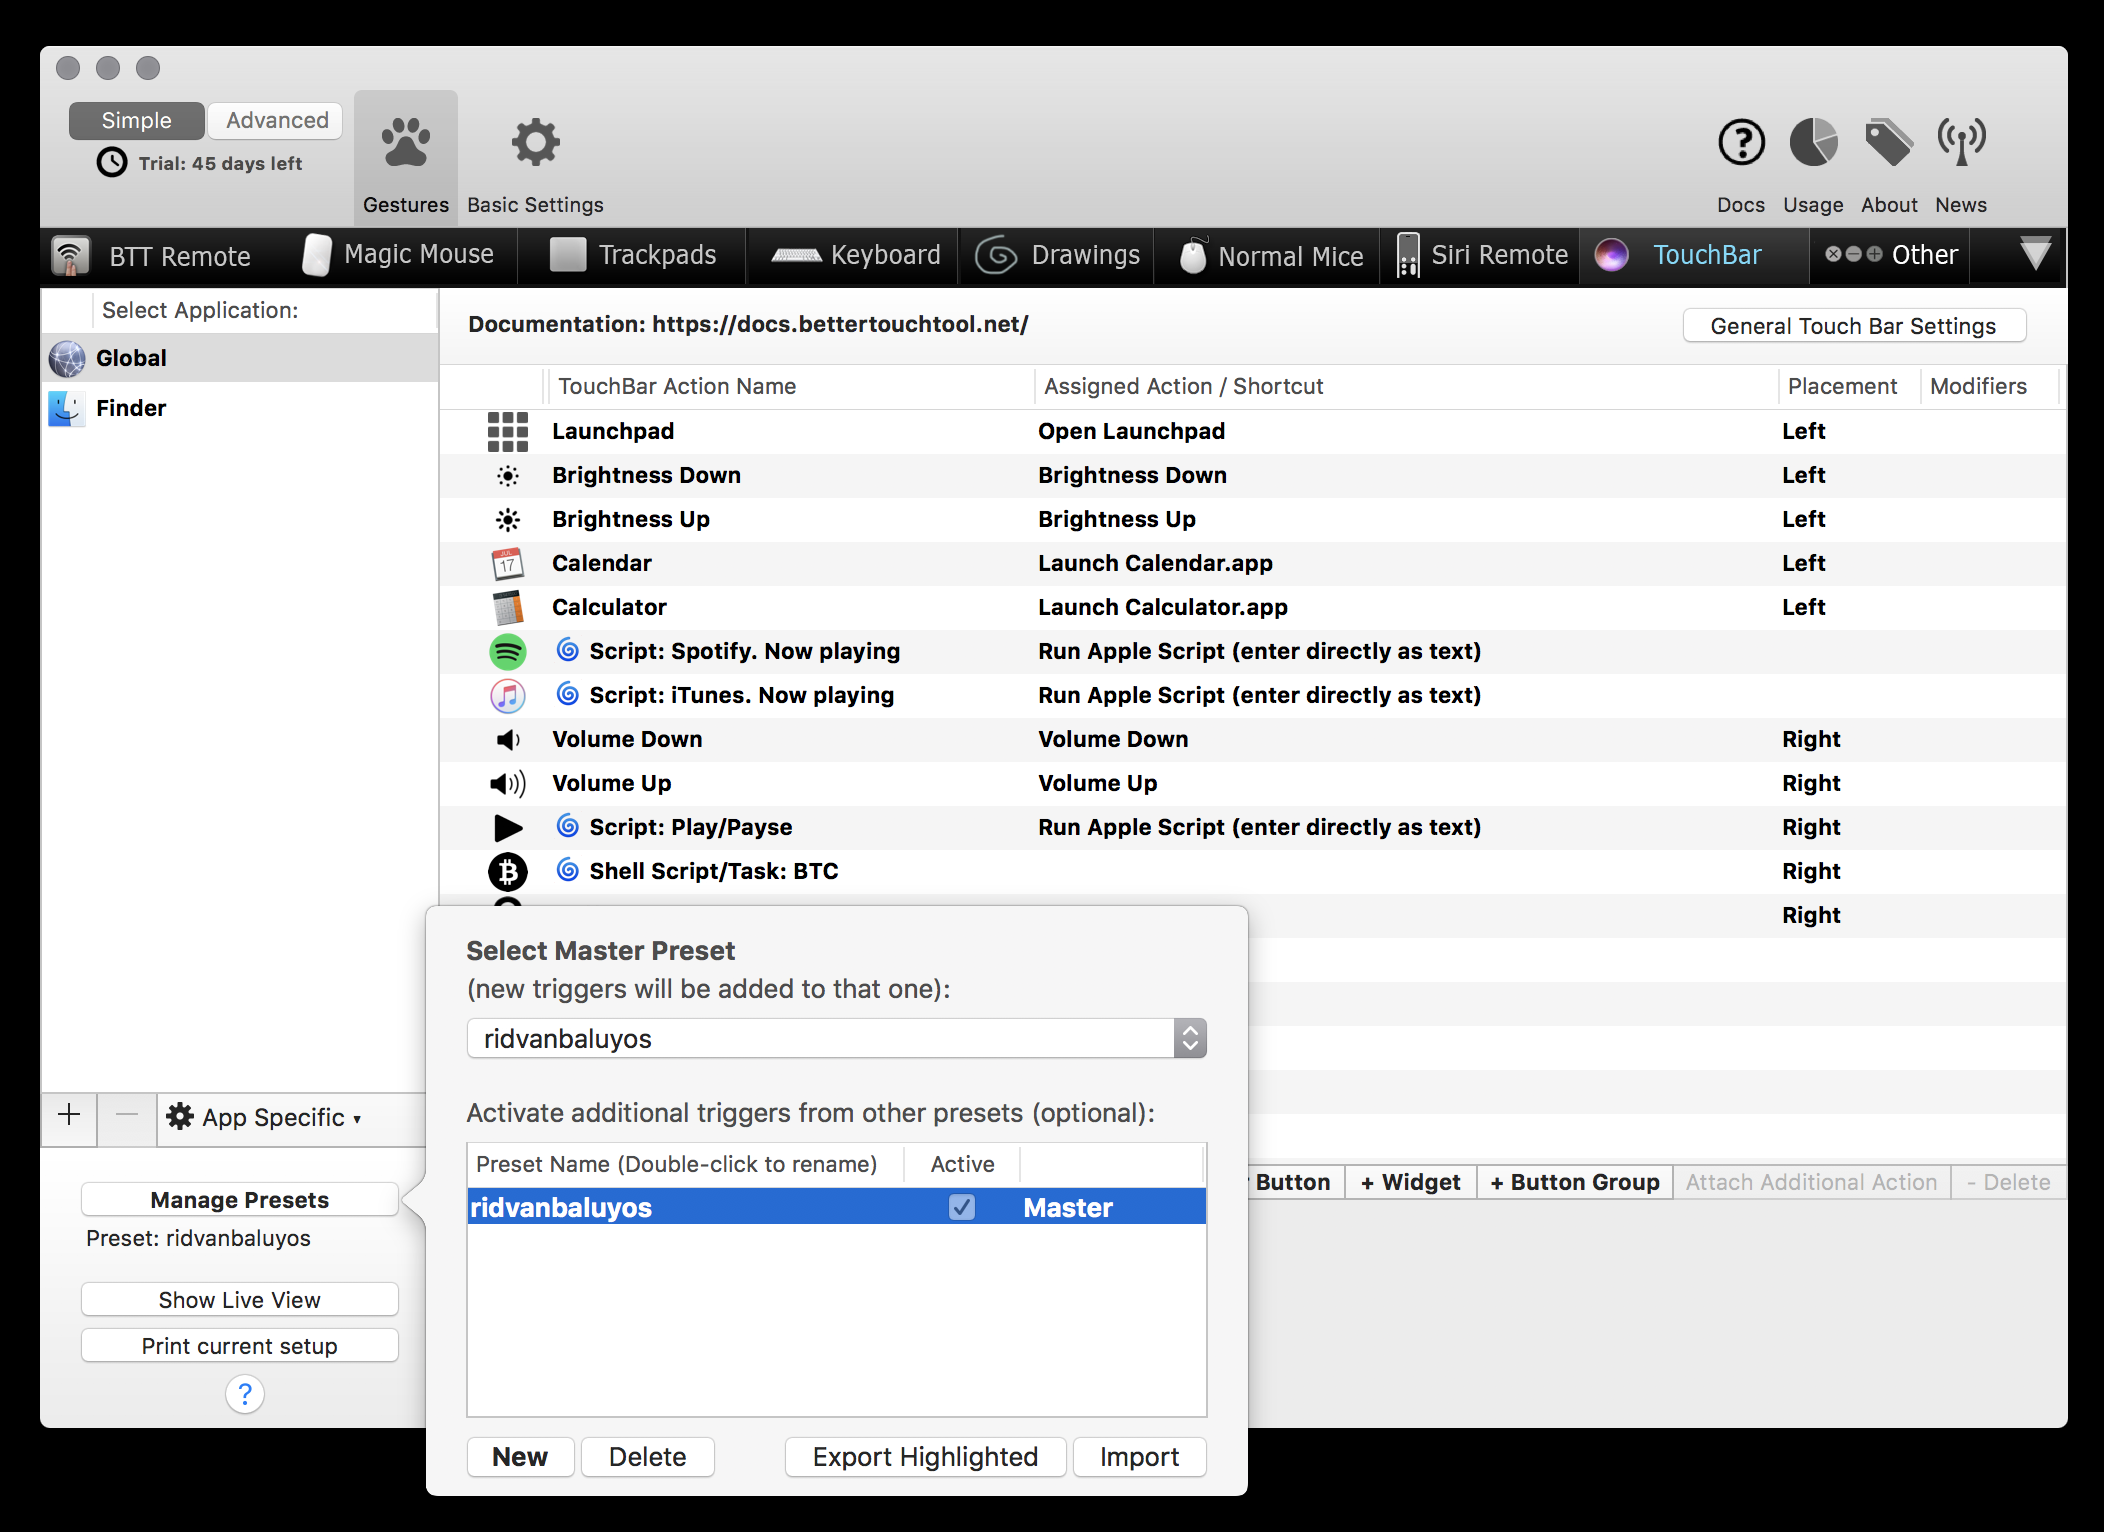 Simple Advanced
Trial: 45 days left
Gestures Basic Settings
Docs Usage About News
BTT Remote Magic Mouse Trackpads Keyboard Drawings Normal Mice Siri Remote TouchBar Other
Select Application:
Global
Finder
Documentation: https://docs.bettertouchtool.net/
General Touch Bar Settings
TouchBar Action Name Assigned Action / Shortcut Placement Modifiers
Launchpad Open Launchpad Left
Brightness Down Brightness Down Left
Brightness Up Brightness Up Left
JUL
17
Calendar Launch Calendar.app Left
Calculator Launch Calculator.app Left
Script: Spotify. Now playing Run Apple Script (enter directly as text)
Script: iTunes. Now playing Run Apple Script (enter directly as text)
Volume Down Volume Down Right
Volume Up Volume Up Right
Script: Play/Payse Run Apple Script (enter directly as text) Right
Shell Script/Task: BTC Right
Right
App Specific
Manage Presets
Preset: ridvanbaluyos
Show Live View
Print current setup
?
Select Master Preset
(new triggers will be added to that one):
ridvanbaluyos
Activate additional triggers from other presets (optional):
Preset Name (Double-click to rename) Active
ridvanbaluyos Master
New Delete Export Highlighted Import
Button + Widget + Button Group Attach Additional Action - Delete